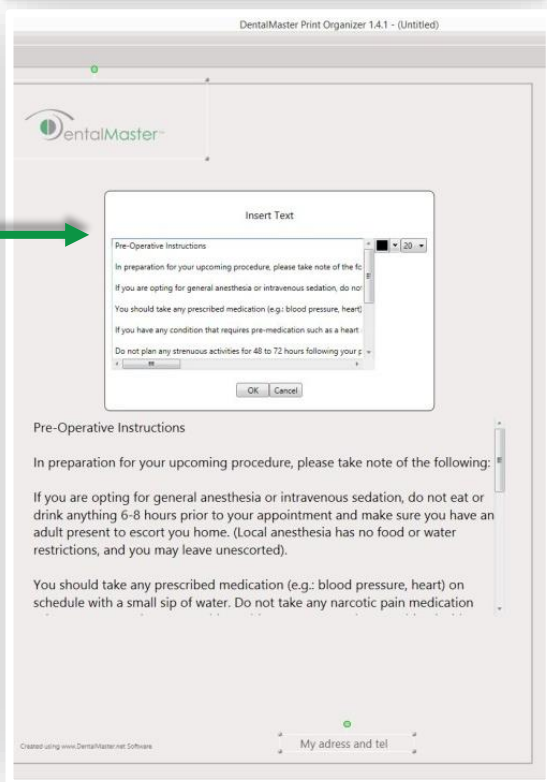 DentalMaster Print Organizer 1.4.1 - (Untitled)
DentalMaster™
Insert Text
Pre-Operative Instructions
In preparation for your upcoming procedure, please take note of the fo
If you are opting for general anesthesia or intravenous sedation, do not
You should take any prescribed medication (e.g.: blood pressure, heart)
If you have any condition that requires pre-medication such as a heart
Do not plan any strenuous activities for 48 to 72 hours following your p
20
OK Cancel
Pre-Operative Instructions
In preparation for your upcoming procedure, please take note of the following:
If you are opting for general anesthesia or intravenous sedation, do not eat or
drink anything 6-8 hours prior to your appointment and make sure you have an
adult present to escort you home. (Local anesthesia has no food or water
restrictions, and you may leave unescorted).
You should take any prescribed medication (e.g.: blood pressure, heart) on
schedule with a small sip of water. Do not take any narcotic pain medication
My adress and tel
Created using www.DentalMaster.net Software.